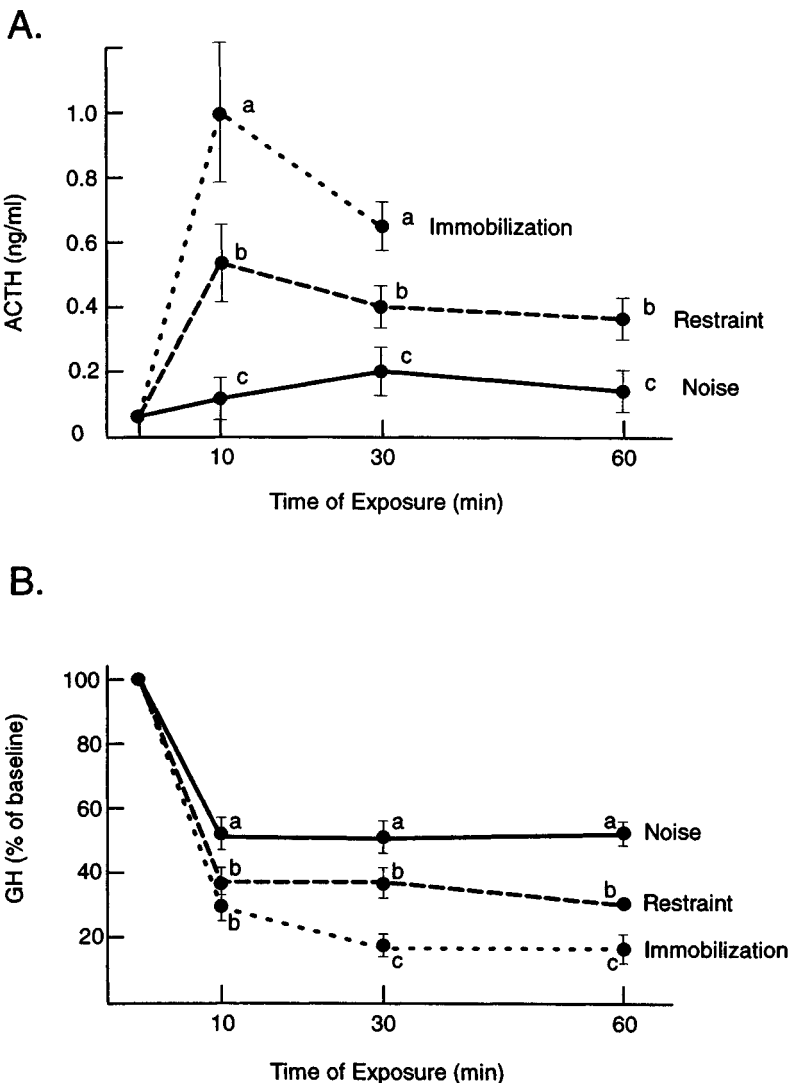 A.
ACTH (ng/ml)
1.0
0.8
0.6
0.4
0.2
0
a
a Immobilization
b
b
b Restraint
c
c
c Noise
10 30 60
Time of Exposure (min)
B.
GH (% of baseline)
100
80
60
40
20
a
a
a Noise
b
b
b Restraint
b
c
c Immobilization
10 30 60
Time of Exposure (min)